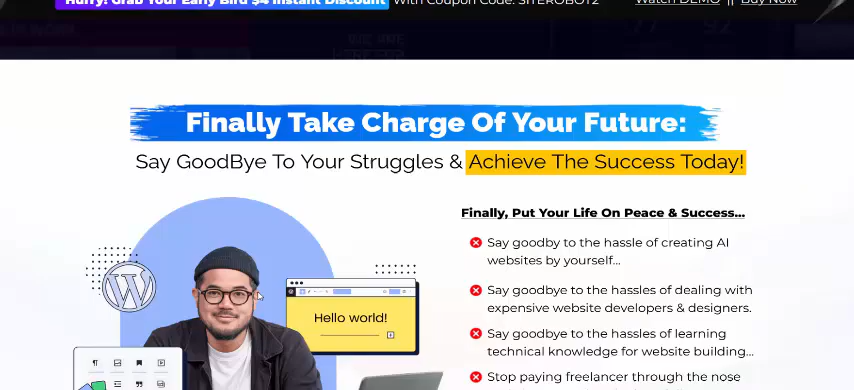 Hurry! Grab Your Early Bird $4 Instant Discount With Coupon Code: SITEROBOT2 Watch DEMO || Buy Now
Finally Take Charge Of Your Future:
Say GoodBye To Your Struggles & Achieve The Success Today!
Finally, Put Your Life On Peace & Success...
Say goodby to the hassle of creating AI
websites by yourself...
Say goodbye to the hassles of dealing with
expensive website developers & designers.
Say goodbye to the hassles of learning
technical knowledge for website building...
Stop paying freelancer through the nose
Hello world!